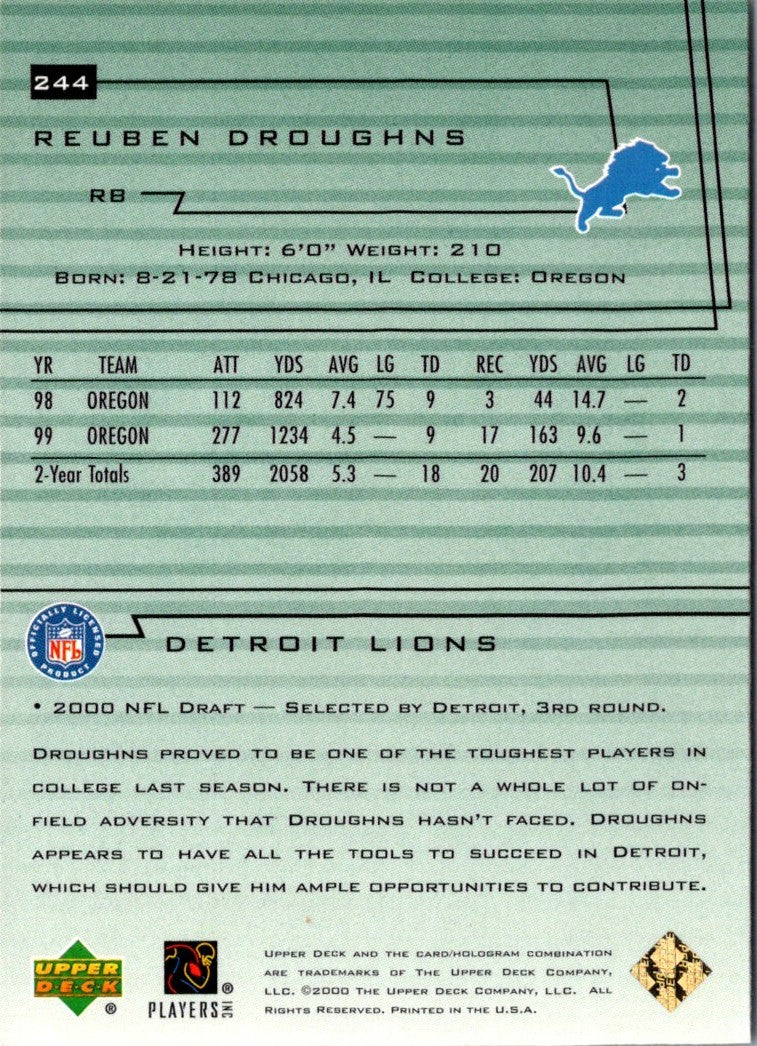 244
REUBEN DROUGHNS
RB
HEIGHT: 6'0" WEIGHT: 210
BORN: 8-21-78 CHICAGO, IL COLLEGE: OREGON
YR TEAM ATT YDS AVG LG TD REC YDS AVG LG TD
98 OREGON 112 824 7.4 75 9 3 44 14.7 — 2
99 OREGON 277 1234 4.5 — 9 17 163 9.6 — 1
2-Year Totals 389 2058 5.3 — 18 20 207 10.4 — 3
OFFICIALLY LICENSED
NFL
PRODUCT
DETROIT LIONS
• 2000 NFL DRAFT — SELECTED BY DETROIT, 3RD ROUND.
DROUGHNS PROVED TO BE ONE OF THE TOUGHEST PLAYERS IN
COLLEGE LAST SEASON. THERE IS NOT A WHOLE LOT OF ON-
FIELD ADVERSITY THAT DROUGHNS HASN'T FACED. DROUGHNS
APPEARS TO HAVE ALL THE TOOLS TO SUCCEED IN DETROIT,
WHICH SHOULD GIVE HIM AMPLE OPPORTUNITIES TO CONTRIBUTE.
UPPER
DECK
®
®
PLAYERS INC
UPPER DECK AND THE CARD/HOLOGRAM COMBINATION
ARE TRADEMARKS OF THE UPPER DECK COMPANY,
LLC. ©2000 THE UPPER DECK COMPANY, LLC. ALL
RIGHTS RESERVED. PRINTED IN THE U.S.A.